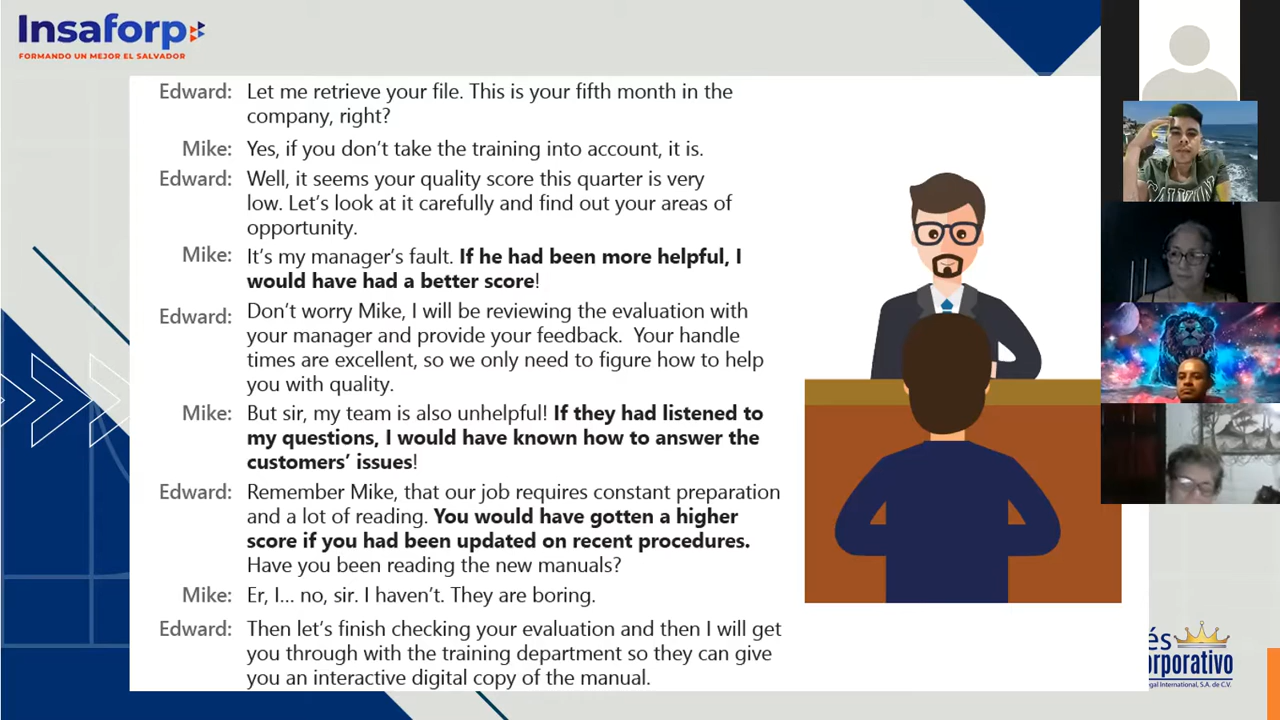 Insaforp
FORMANDO UN MEJOR EL SALVADOR
Edward: Let me retrieve your file. This is your fifth month in the
company, right?
Mike: Yes, if you don't take the training into account, it is.
Edward: Well, it seems your quality score this quarter is very
low. Let's look at it carefully and find out your areas of
opportunity.
Mike: It's my manager's fault. If he had been more helpful, I
would have had a better score!
Edward: Don't worry Mike, I will be reviewing the evaluation with
your manager and provide your feedback. Your handle
times are excellent, so we only need to figure how to help
you with quality.
Mike: But sir, my team is also unhelpful! If they had listened to
my questions, I would have known how to answer the
customers' issues!
Edward: Remember Mike, that our job requires constant preparation
and a lot of reading. You would have gotten a higher
score if you had been updated on recent procedures.
Have you been reading the new manuals?
Mike: Er, I... no, sir. I haven't. They are boring.
Edward: Then let's finish checking your evaluation and then I will get
you through with the training department so they can give
you an interactive digital copy of the manual.
és
orporativo
egal International, S.A. de C.V.